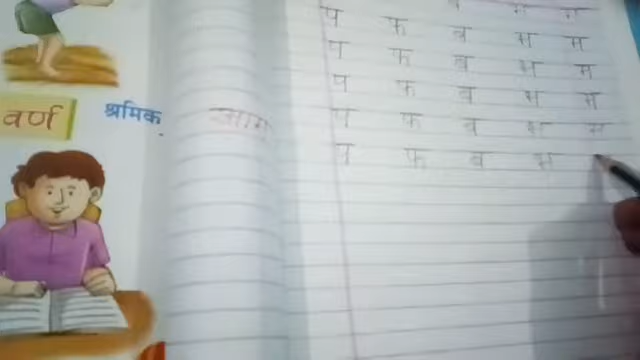 वर्ण
श्रमिक
प फ ब भ म
प फ ब भ म
प फ ब भ म
प फ ब भ म
प फ ब भ